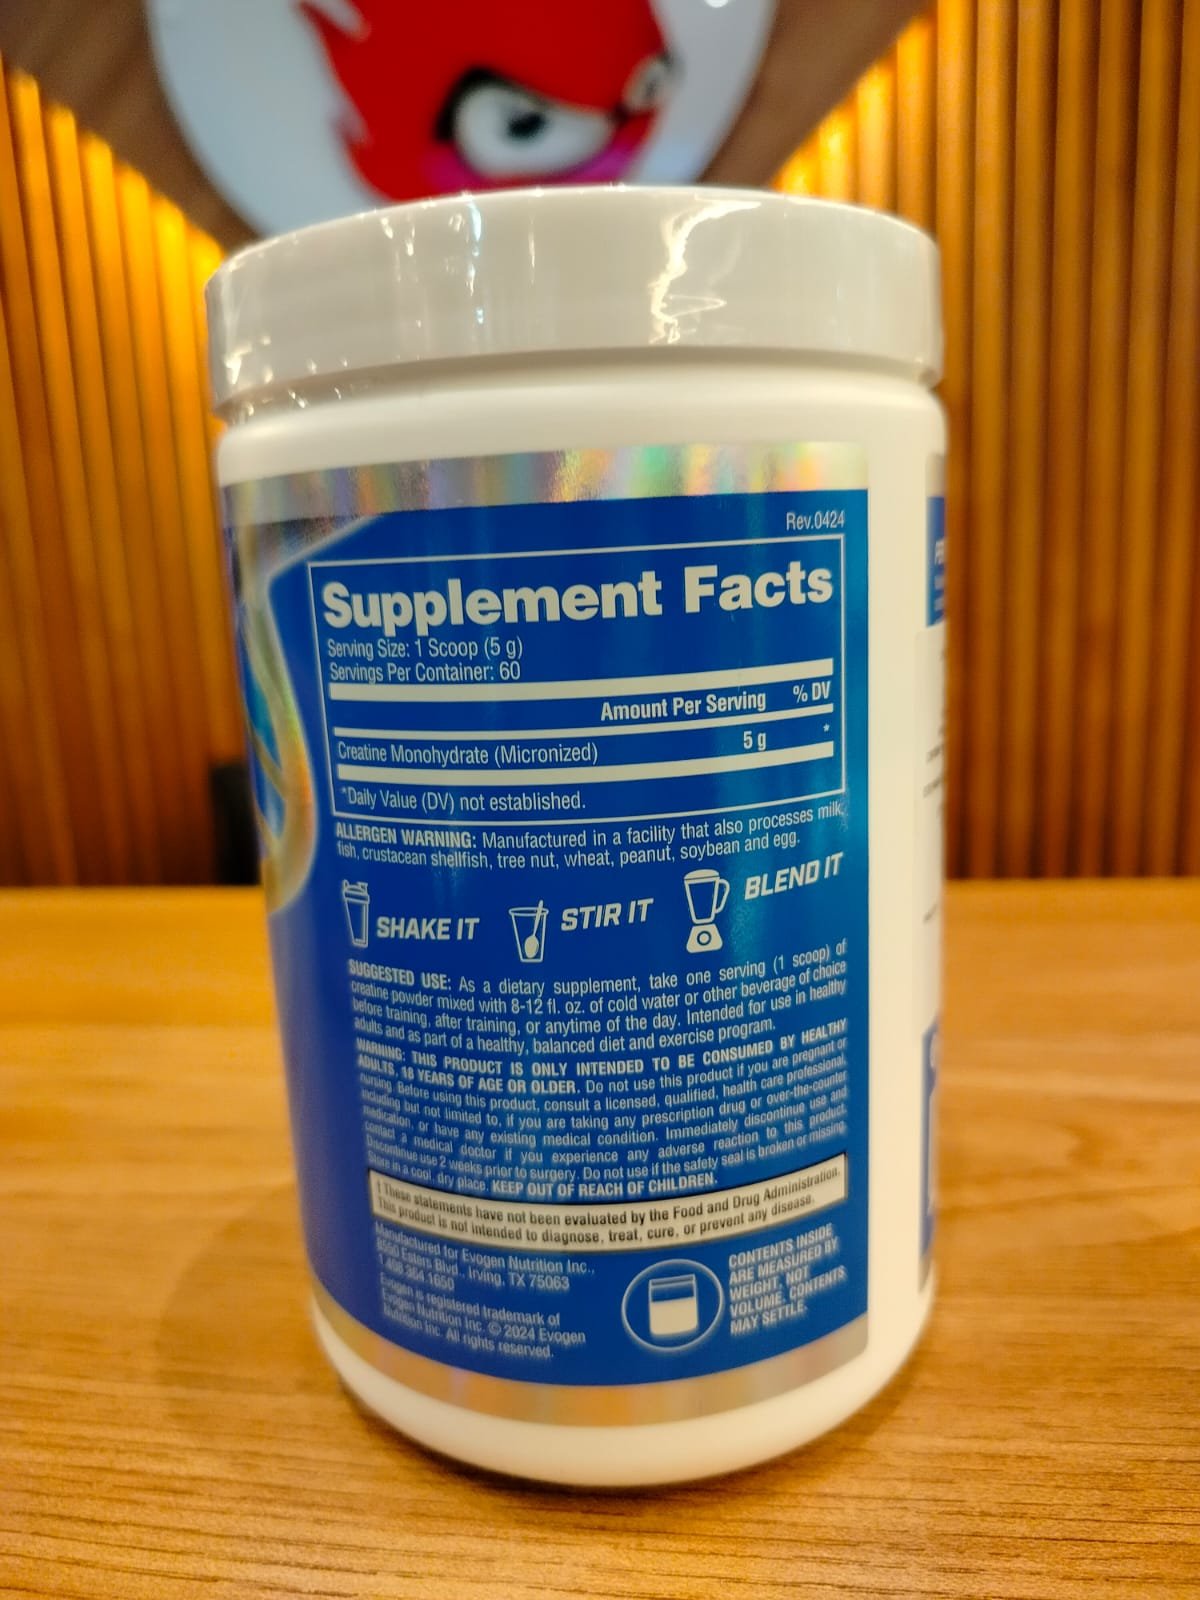 Rev.0424
Supplement Facts
Serving Size: 1 Scoop (5 g)
Servings Per Container: 60
Amount Per Serving % DV
Creatine Monohydrate (Micronized) 5 g *
*Daily Value (DV) not established.
ALLERGEN WARNING: Manufactured in a facility that also processes milk,
fish, crustacean shellfish, tree nut, wheat, peanut, soybean and egg.
SHAKE IT STIR IT BLEND IT
SUGGESTED USE: As a dietary supplement, take one serving (1 scoop) of
creatine powder mixed with 8-12 fl. oz. of cold water or other beverage of choice
before training, after training, or anytime of the day. Intended for use in healthy
adults and as part of a healthy, balanced diet and exercise program.
WARNING: THIS PRODUCT IS ONLY INTENDED TO BE CONSUMED BY HEALTHY
ADULTS, 18 YEARS OF AGE OR OLDER. Do not use this product if you are pregnant or
nursing. Before using this product, consult a licensed, qualified, health care professional,
including but not limited to, if you are taking any prescription drug or over-the-counter
medication, or have any existing medical condition. Immediately discontinue use and
contact a medical doctor if you experience any adverse reaction to this product.
Discontinue use 2 weeks prior to surgery. Do not use if the safety seal is broken or missing.
Store in a cool, dry place. KEEP OUT OF REACH OF CHILDREN.
† These statements have not been evaluated by the Food and Drug Administration.
This product is not intended to diagnose, treat, cure, or prevent any disease.
Manufactured for Evogen Nutrition Inc.,
8550 Esters Blvd., Irving, TX 75063
1.408.364.1650
Evogen is registered trademark of
Evogen Nutrition Inc. © 2024 Evogen
Nutrition Inc. All rights reserved.
CONTENTS INSIDE
ARE MEASURED BY
WEIGHT, NOT
VOLUME. CONTENTS
MAY SETTLE.